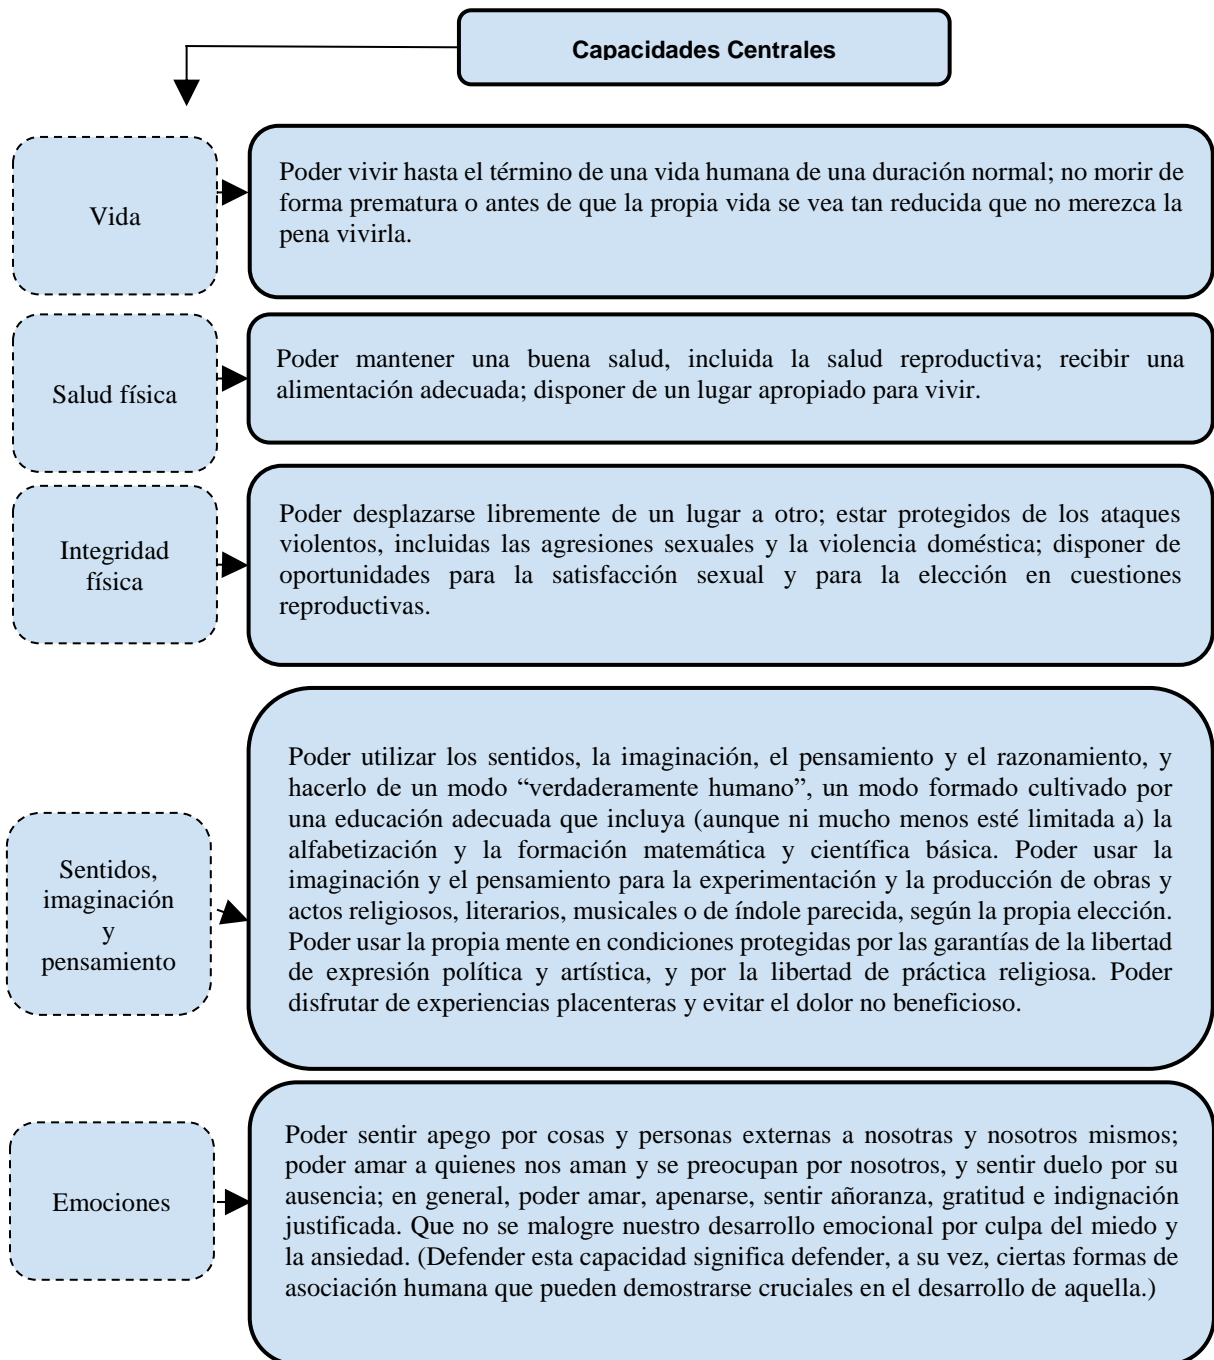 Capacidades Centrales
Vida
Poder vivir hasta el término de una vida humana de una duración normal; no morir de
forma prematura o antes de que la propia vida se vea tan reducida que no merezca la
pena vivirla.
Salud física
Poder mantener una buena salud, incluida la salud reproductiva; recibir una
alimentación adecuada; disponer de un lugar apropiado para vivir.
Integridad
física
Poder desplazarse libremente de un lugar a otro; estar protegidos de los ataques
violentos, incluidas las agresiones sexuales y la violencia doméstica; disponer de
oportunidades para la satisfacción sexual y para la elección en cuestiones
reproductivas.
Sentidos,
imaginación
y
pensamiento
Poder utilizar los sentidos, la imaginación, el pensamiento y el razonamiento, y
hacerlo de un modo “verdaderamente humano”, un modo formado cultivado por
una educación adecuada que incluya (aunque ni mucho menos esté limitada a) la
alfabetización y la formación matemática y científica básica. Poder usar la
imaginación y el pensamiento para la experimentación y la producción de obras y
actos religiosos, literarios, musicales o de índole parecida, según la propia elección.
Poder usar la propia mente en condiciones protegidas por las garantías de la libertad
de expresión política y artística, y por la libertad de práctica religiosa. Poder
disfrutar de experiencias placenteras y evitar el dolor no beneficioso.
Emociones
Poder sentir apego por cosas y personas externas a nosotras y nosotros mismos;
poder amar a quienes nos aman y se preocupan por nosotros, y sentir duelo por su
ausencia; en general, poder amar, apenarse, sentir añoranza, gratitud e indignación
justificada. Que no se malogre nuestro desarrollo emocional por culpa del miedo y
la ansiedad. (Defender esta capacidad significa defender, a su vez, ciertas formas de
asociación humana que pueden demostrarse cruciales en el desarrollo de aquella.)